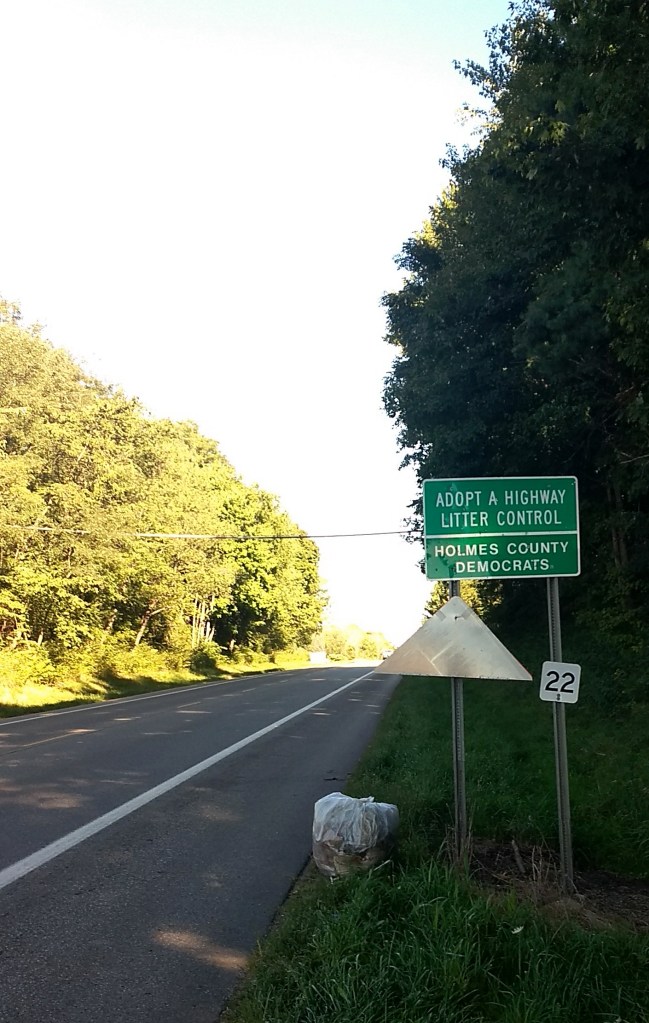 ADOPT A HIGHWAY
LITTER CONTROL
HOLMES COUNTY
DEMOCRATS
22